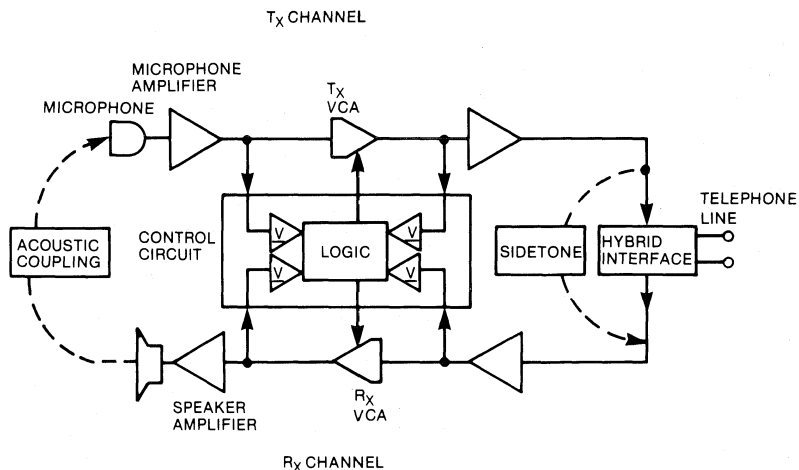 TX CHANNEL
MICROPHONE
AMPLIFIER
MICROPHONE
TX
VCA
TELEPHONE
LINE
ACOUSTIC
COUPLING
CONTROL
CIRCUIT
V
V
LOGIC
V
V
SIDETONE
HYBRID
INTERFACE
SPEAKER
AMPLIFIER
RX
VCA
RX CHANNEL